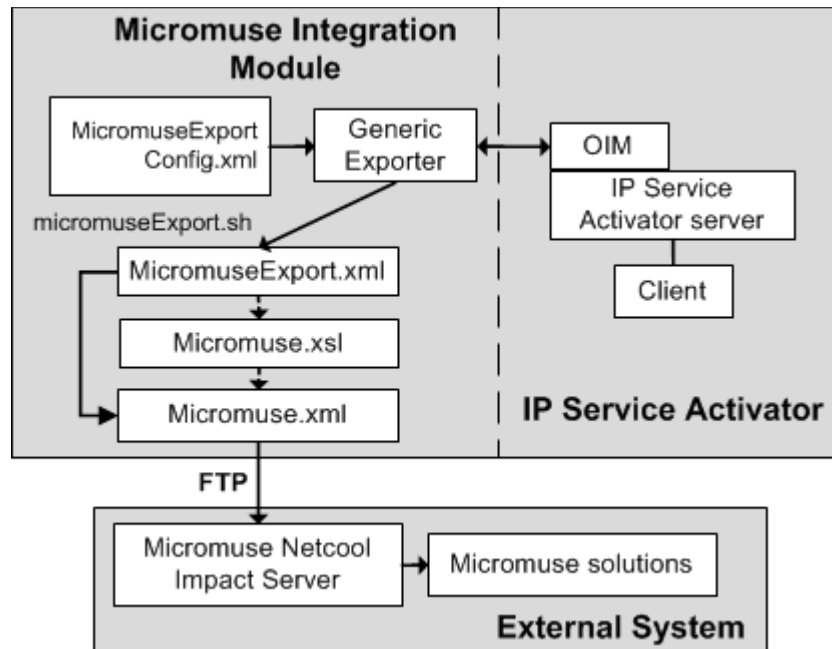 Micromuse Integration
Module
MicromuseExport
Config.xml
Generic
Exporter
OIM
IP Service
Activator server
Client
micromuseExport.sh
MicromuseExport.xml
Micromuse.xsl
Micromuse.xml
IP Service Activator
FTP
Micromuse Netcool
Impact Server
Micromuse solutions
External System